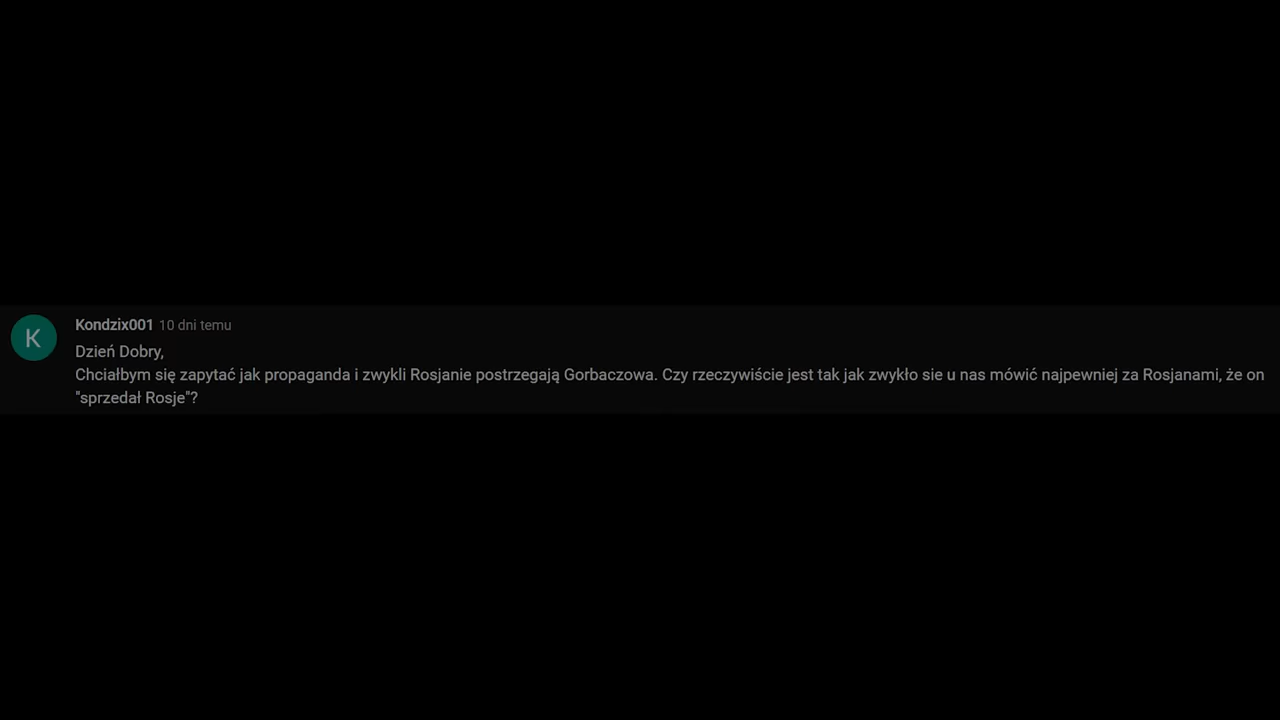 K
Kondzix001 10 dni temu
Dzień Dobry,
Chciałbym się zapytać jak propaganda i zwykli Rosjanie postrzegają Gorbaczowa. Czy rzeczywiście jest tak jak zwykło sie u nas mówić najpewniej za Rosjanami, że on
"sprzedał Rosje"?